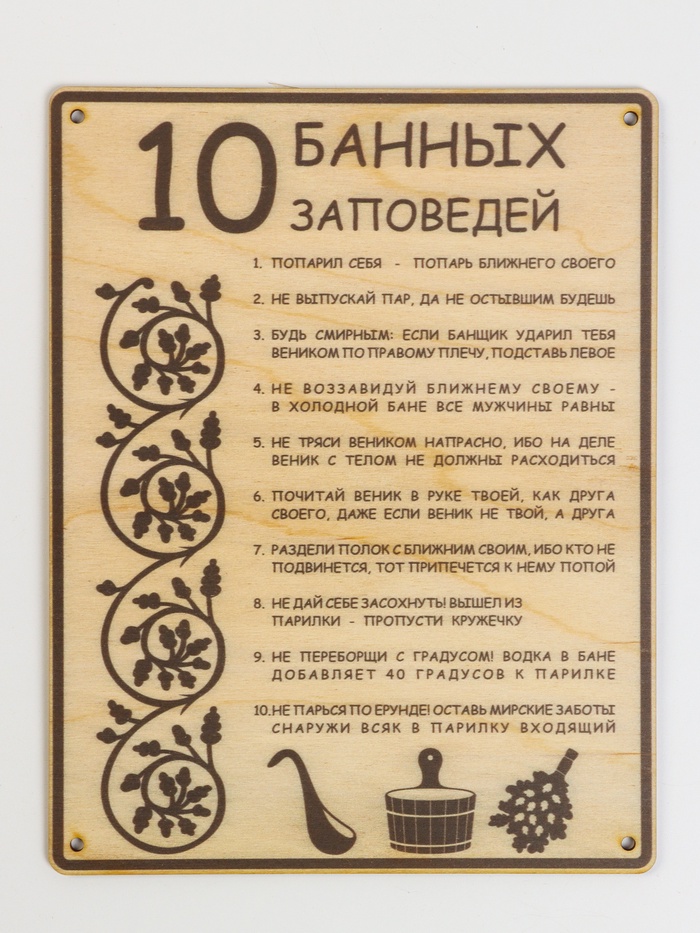 10 БАННЫХ
ЗАПОВЕДЕЙ
1. ПОПАРИЛ СЕБЯ - ПОПАРЬ БЛИЖНЕГО СВОЕГО
2. НЕ ВЫПУСКАЙ ПАР, ДА НЕ ОСТЫВШИМ БУДЕШЬ
3. БУДЬ СМИРНЫМ: ЕСЛИ БАНЩИК УДАРИЛ ТЕБЯ
ВЕНИКОМ ПО ПРАВОМУ ПЛЕЧУ, ПОДСТАВЬ ЛЕВОЕ
4. НЕ ВОЗЗАВИДУЙ БЛИЖНЕМУ СВОЕМУ -
В ХОЛОДНОЙ БАНЕ ВСЕ МУЖЧИНЫ РАВНЫ
5. НЕ ТРЯСИ ВЕНИКОМ НАПРАСНО, ИБО НА ДЕЛЕ
ВЕНИК С ТЕЛОМ НЕ ДОЛЖНЫ РАСХОДИТЬСЯ
6. ПОЧИТАЙ ВЕНИК В РУКЕ ТВОЕЙ, КАК ДРУГА
СВОЕГО, ДАЖЕ ЕСЛИ ВЕНИК НЕ ТВОЙ, А ДРУГА
7. РАЗДЕЛИ ПОЛОК С БЛИЖНИМ СВОИМ, ИБО КТО НЕ
ПОДВИНЕТСЯ, ТОТ ПРИПЕЧЕТСЯ К НЕМУ ПОПОЙ
8. НЕ ДАЙ СЕБЕ ЗАСОХНУТЬ! ВЫШЕЛ ИЗ
ПАРИЛКИ - ПРОПУСТИ КРУЖЕЧКУ
9. НЕ ПЕРЕБОРЩИ С ГРАДУСОМ! ВОДКА В БАНЕ
ДОБАВЛЯЕТ 40 ГРАДУСОВ К ПАРИЛКЕ
10. НЕ ПАРЬСЯ ПО ЕРУНДЕ! ОСТАВЬ МИРСКИЕ ЗАБОТЫ
СНАРУЖИ ВСЯК В ПАРИЛКУ ВХОДЯЩИЙ